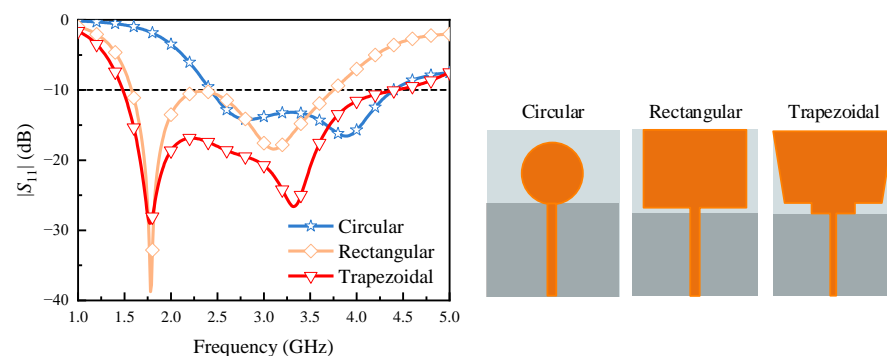 0
−10
−20
−30
−40
|S₁₁| (dB)
1.0 1.5 2.0 2.5 3.0 3.5 4.0 4.5 5.0
Frequency (GHz)
Circular
Rectangular
Trapezoidal
Circular Rectangular Trapezoidal